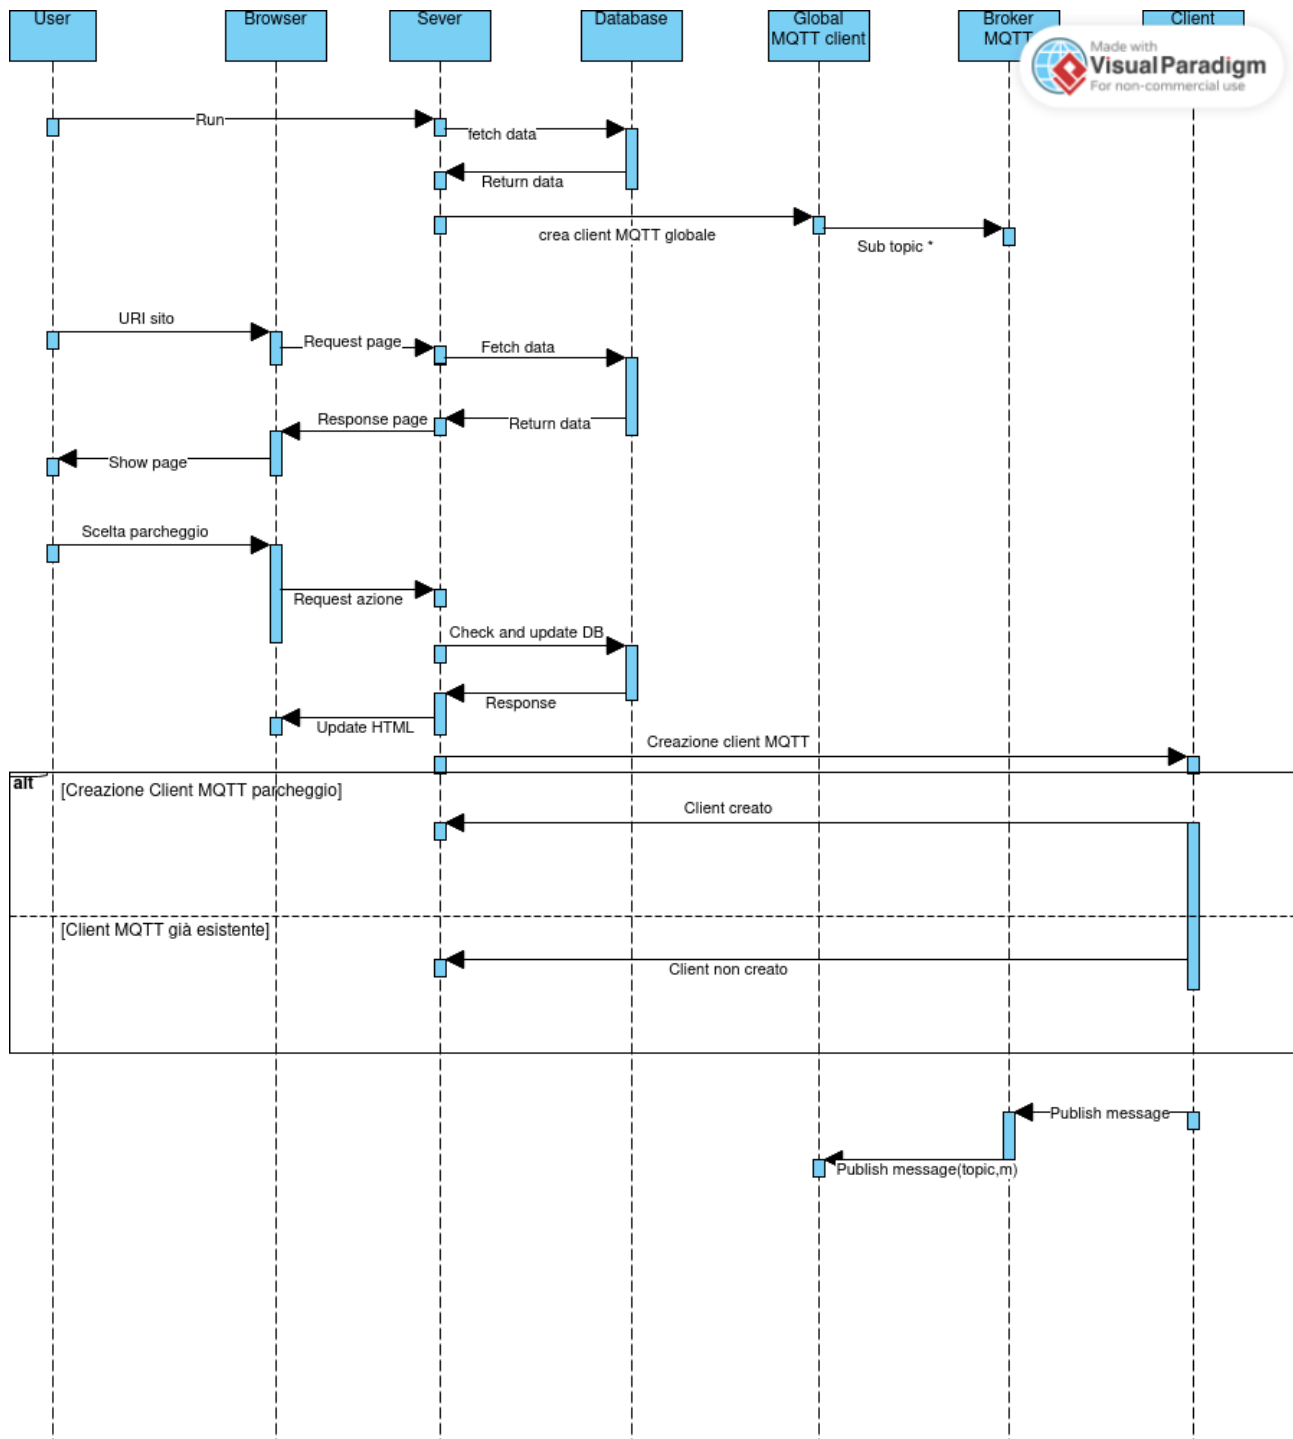 User
Browser
Sever
Database
Global
MQTT client
Broker
MQTT
Client
Made with
Visual Paradigm
For non-commercial use
Run
fetch data
Return data
crea client MQTT globale
Sub topic *
URI sito
Request page
Fetch data
Response page
Return data
Show page
Scelta parcheggio
Request azione
Check and update DB
Response
Update HTML
Creazione client MQTT
alt
[Creazione Client MQTT parcheggio]
Client creato
[Client MQTT già esistente]
Client non creato
Publish message
Publish message(topic,m)